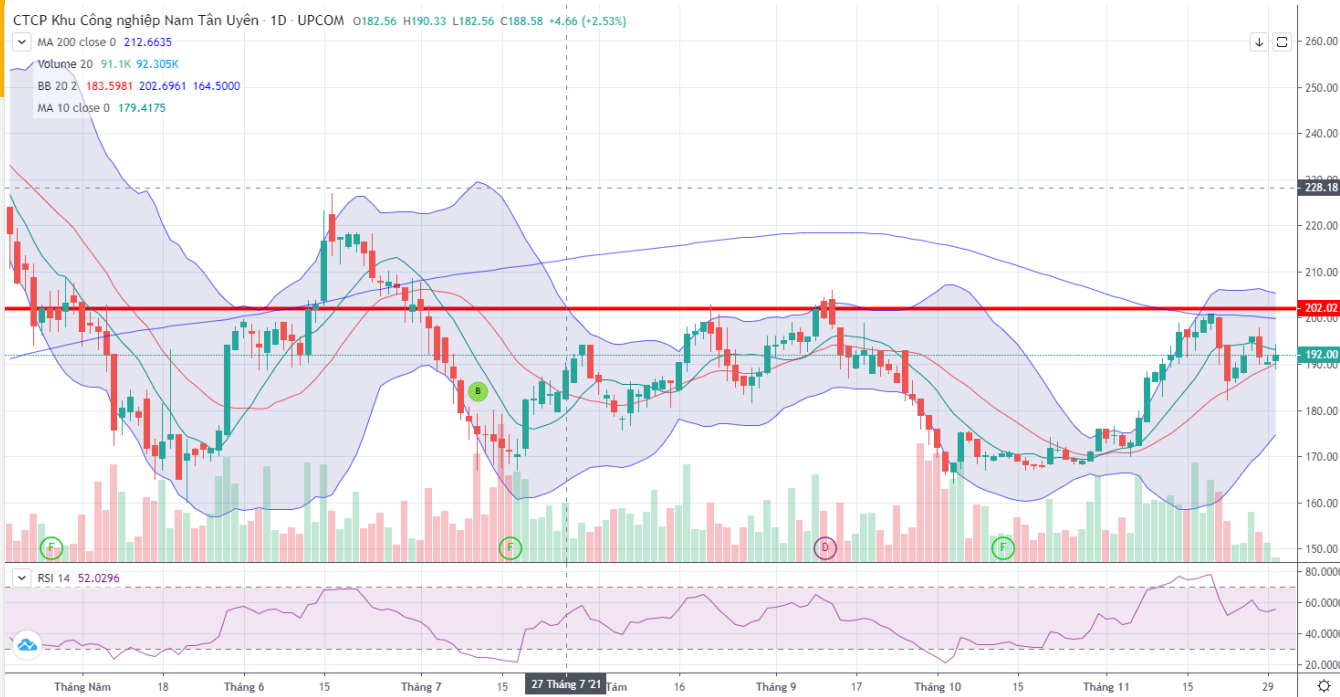 CTCP Khu Công nghiệp Nam Tân Uyên · 1D · UPCOM O182.56 H190.33 L182.56 C188.58 +4.66 (+2.53%)
MA 200 close 0 212.6635
Volume 20 91.1K 92.305K
BB 20 2 183.5981 202.6961 164.5000
MA 10 close 0 179.4175
260.00
250.00
240.00
230.00
228.18
220.00
210.00
202.02
200.00
192.00
190.00
180.00
170.00
160.00
150.00
B
F
F
D
F
RSI 14 52.0296
80.0000
60.0000
40.0000
20.0000
Tháng Năm 18 Tháng 6 15 Tháng 7 15 27 Tháng 7 '21 Tám 16 Tháng 9 17 Tháng 10 15 Tháng 11 15 29